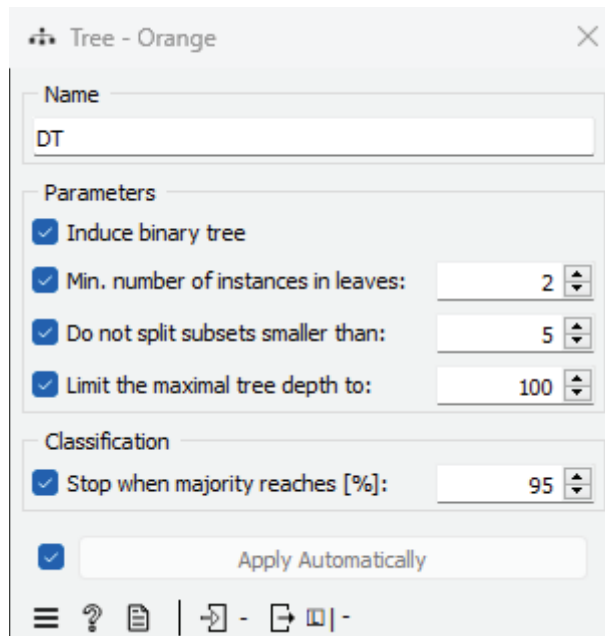 Tree - Orange
Name
DT
Parameters
Induce binary tree
Min. number of instances in leaves: 2
Do not split subsets smaller than: 5
Limit the maximal tree depth to: 100
Classification
Stop when majority reaches [%]: 95
Apply Automatically
? - | -